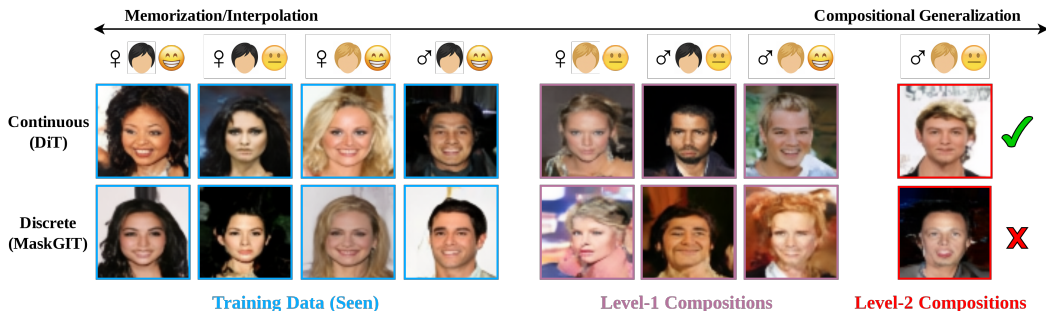 Memorization/Interpolation
Compositional Generalization
♀ ♀ ♀ ♂ ♀ ♂ ♂ ♂
Continuous
(DiT)
Discrete
(MaskGIT)
X
Training Data (Seen)
Level-1 Compositions
Level-2 Compositions